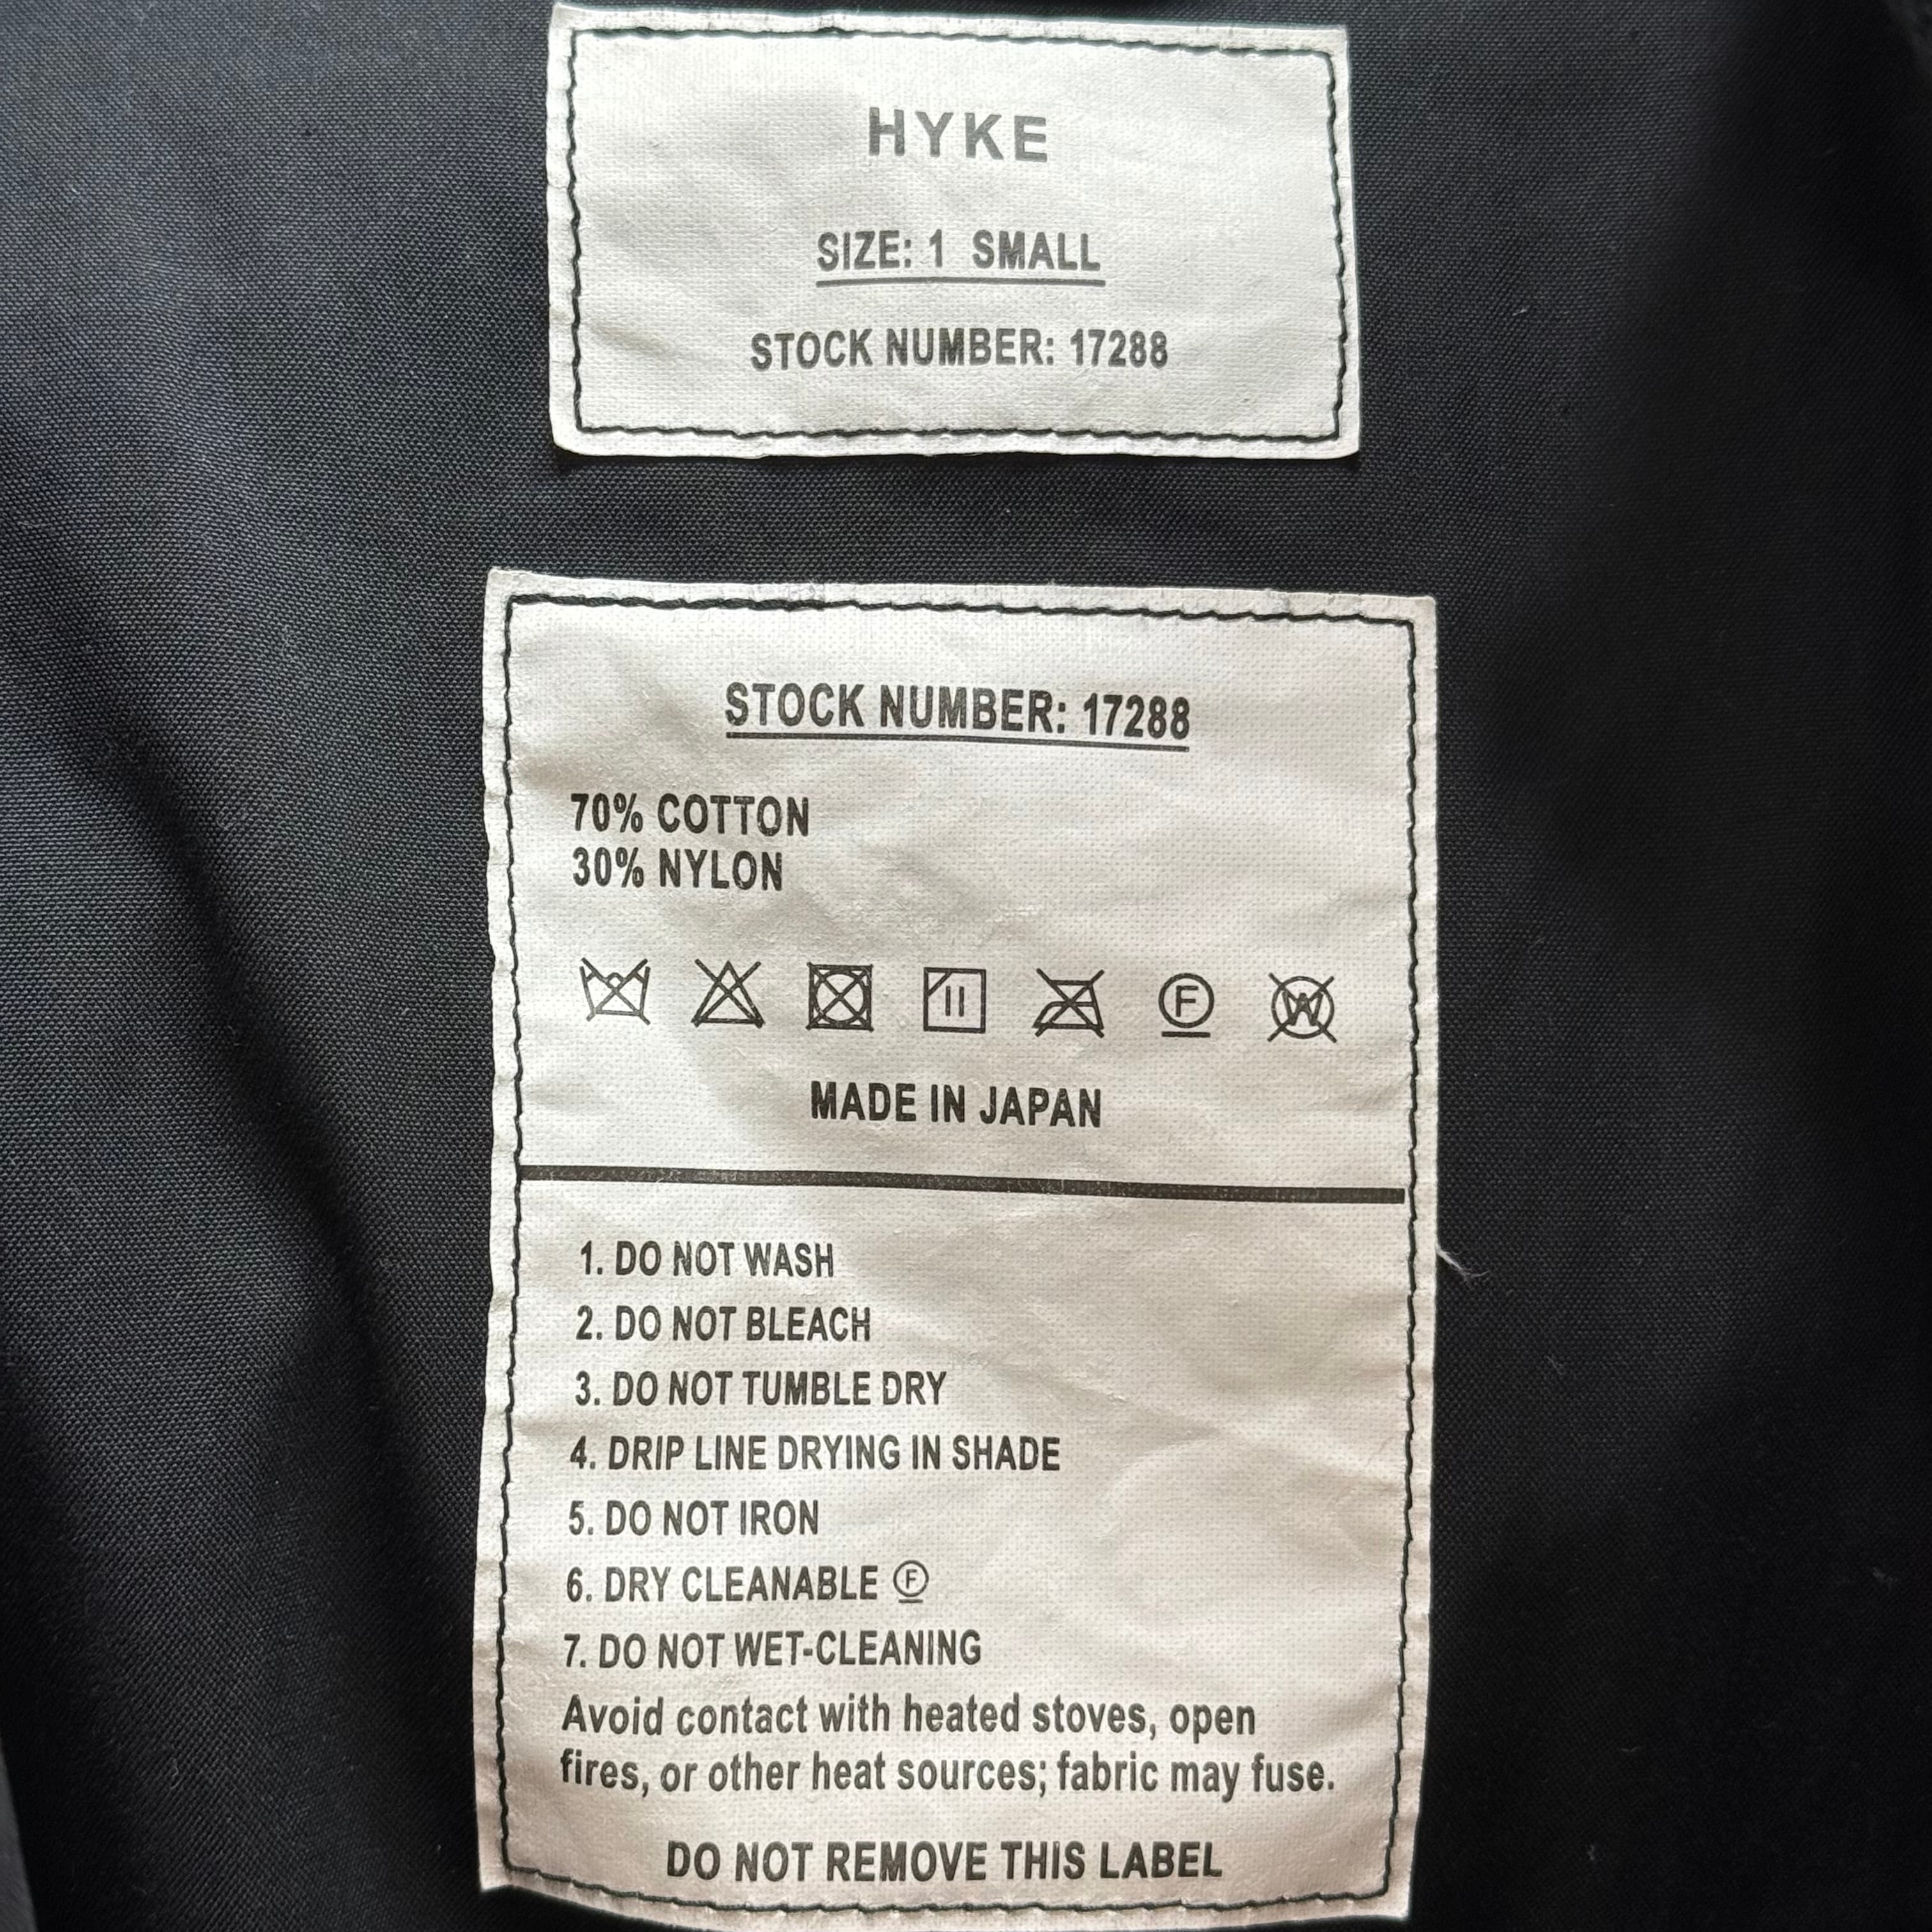 HYKE
SIZE: 1 SMALL
STOCK NUMBER: 17288
STOCK NUMBER: 17288
70% COTTON
30% NYLON
F W
MADE IN JAPAN
1. DO NOT WASH
2. DO NOT BLEACH
3. DO NOT TUMBLE DRY
4. DRIP LINE DRYING IN SHADE
5. DO NOT IRON
6. DRY CLEANABLE Ⓕ
7. DO NOT WET-CLEANING
Avoid contact with heated stoves, open
fires, or other heat sources; fabric may fuse.
DO NOT REMOVE THIS LABEL